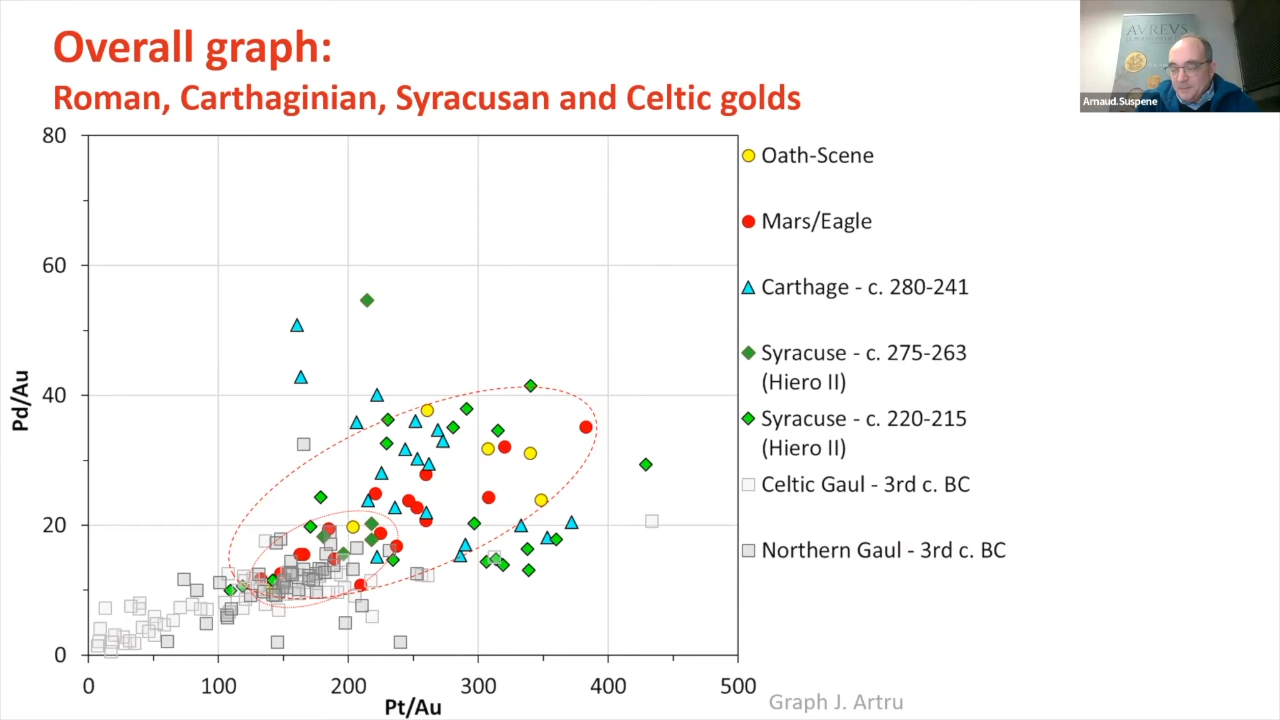 Overall graph:
Roman, Carthaginian, Syracusan and Celtic golds
AVREVS
Arnaud.Suspene
80
60
40
20
0
Pd/Au
0 100 200 300 400 500
Pt/Au
Oath-Scene
Mars/Eagle
Carthage - c. 280-241
Syracuse - c. 275-263
(Hiero II)
Syracuse - c. 220-215
(Hiero II)
Celtic Gaul - 3rd c. BC
Northern Gaul - 3rd c. BC
Graph J. Artru